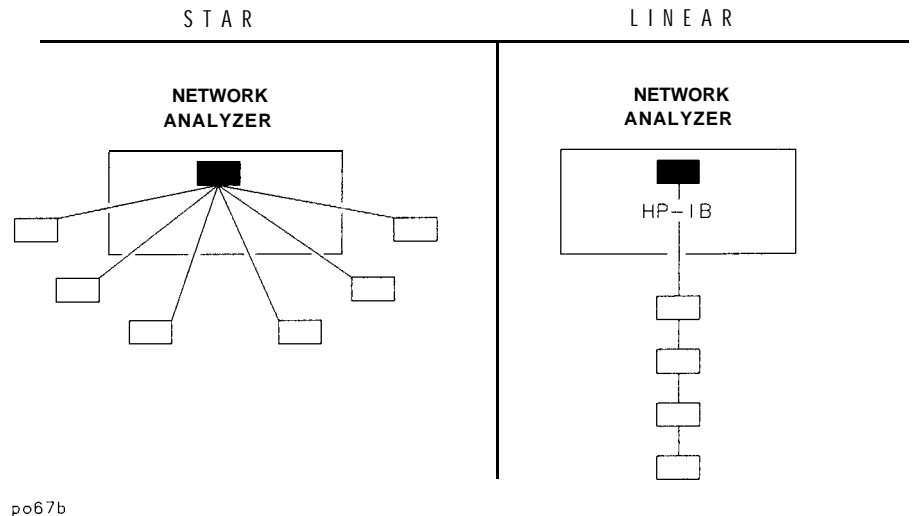 STAR
LINEAR
NETWORK
ANALYZER
NETWORK
ANALYZER
HP-IB
po67b